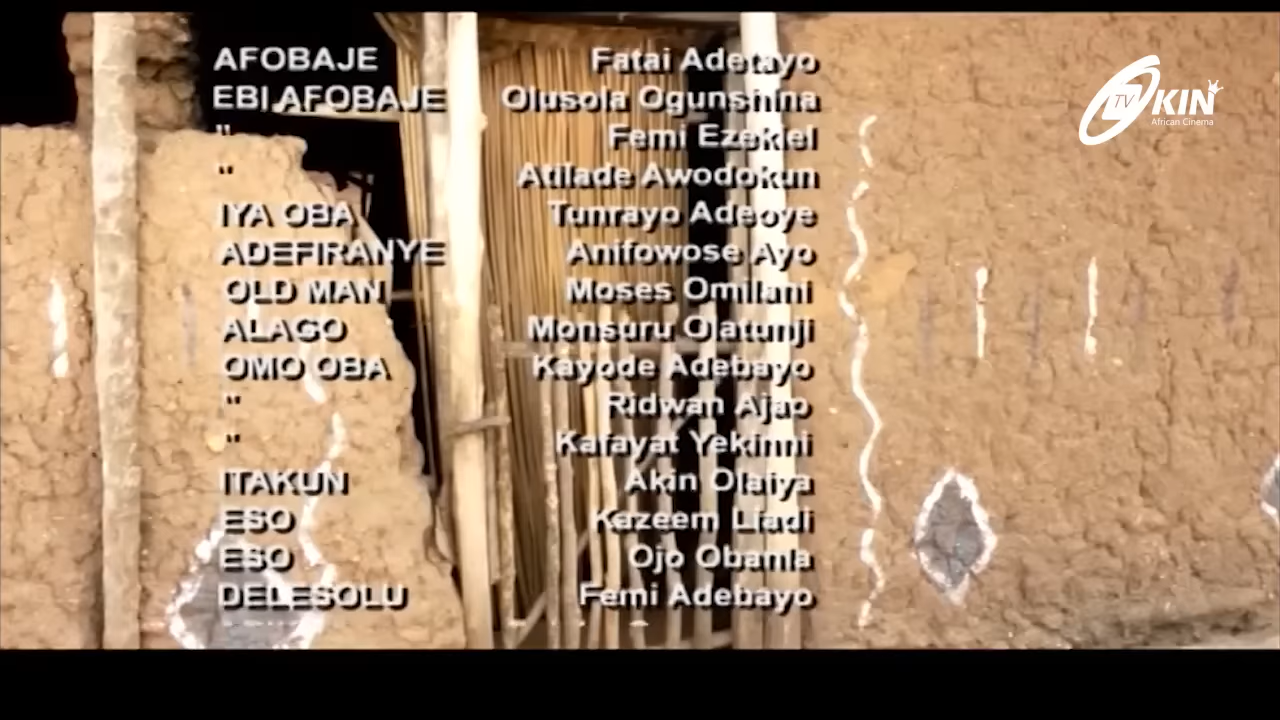 AFOBAJE Fatai Adetayo
EBI AFOBAJE Olusola Ogunshina
" Femi Ezekiel
" Atilade Awodokun
IYA OBA Tunrayo Adeoye
ADEFIRANYE Anifowose Ayo
OLD MAN Moses Omilani
ALAGO Monsuru Olatunji
OMO OBA Kayode Adebayo
" Ridwan Ajao
" Kafayat Yekinni
ITAKUN Akin Olaiya
ESO Kazeem Liadi
ESO Ojo Obamla
DELESOLU Femi Adebayo
TV
KIN
African Cinema